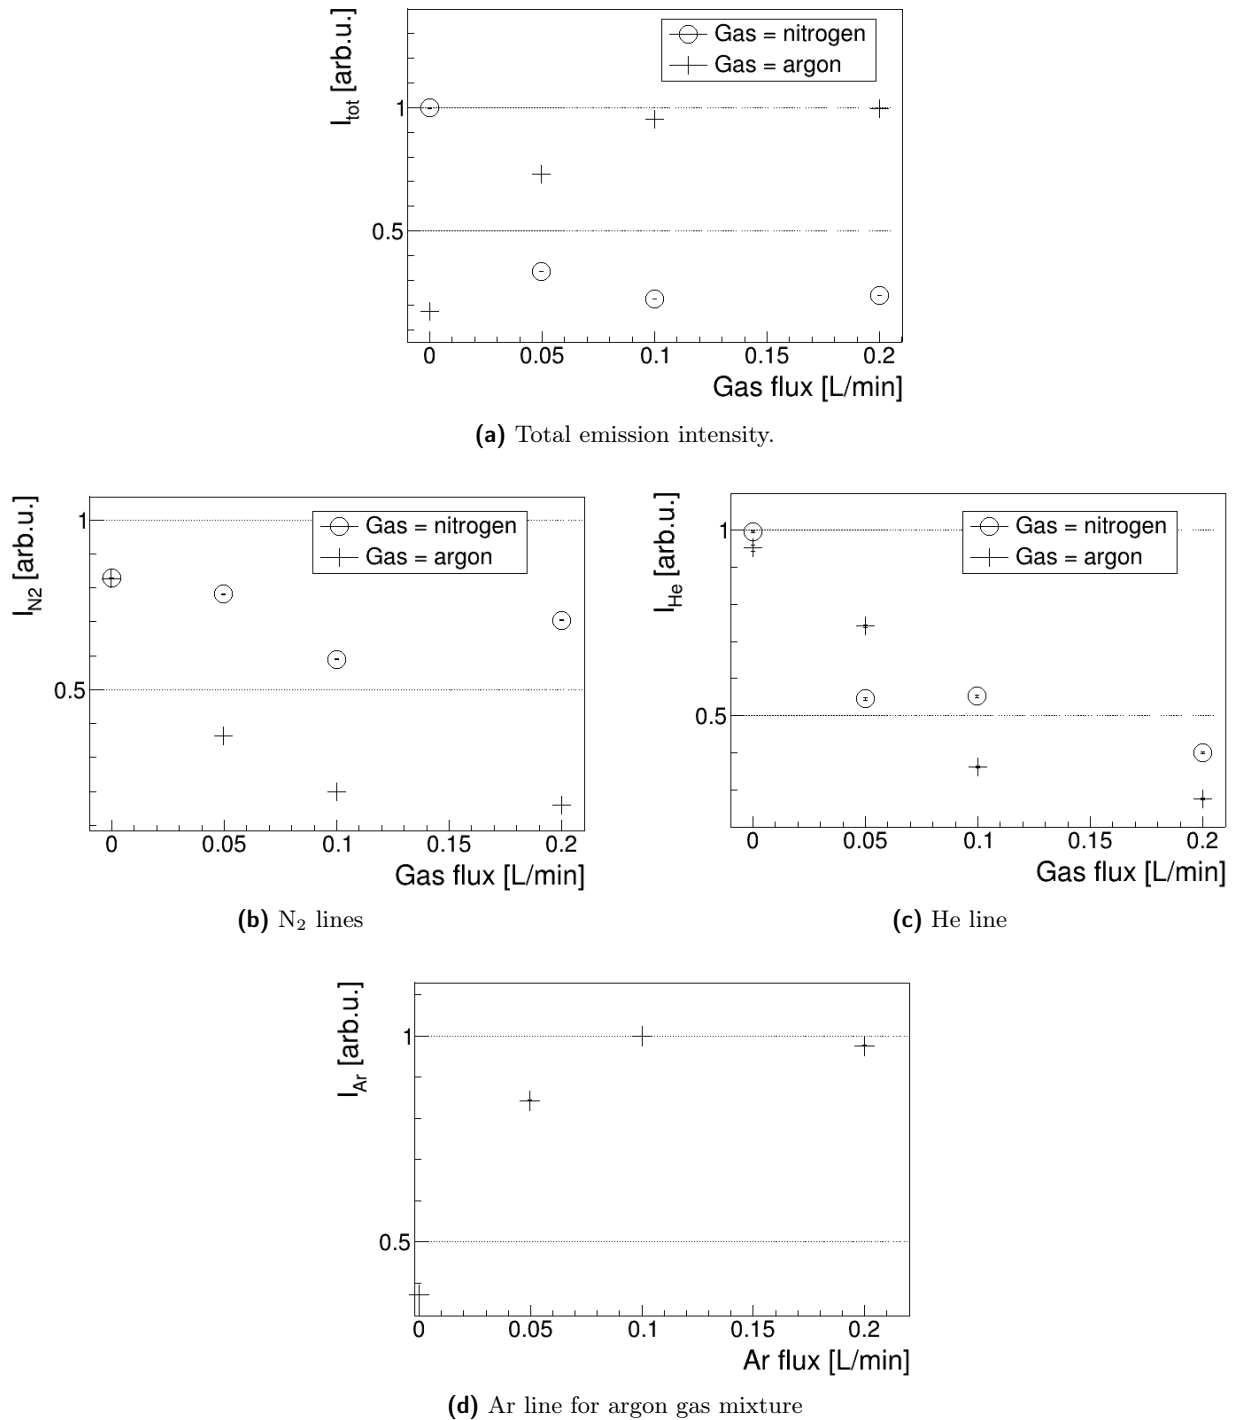 I_tot [arb.u.]
Gas = nitrogen
Gas = argon
1
0.5
0 0.05 0.1 0.15 0.2
Gas flux [L/min]
(a) Total emission intensity.
I_N2 [arb.u.]
Gas = nitrogen
Gas = argon
1
0.5
0 0.05 0.1 0.15 0.2
Gas flux [L/min]
(b) N₂ lines
I_He [arb.u.]
Gas = nitrogen
Gas = argon
1
0.5
0 0.05 0.1 0.15 0.2
Gas flux [L/min]
(c) He line
I_Ar [arb.u.]
1
0.5
0 0.05 0.1 0.15 0.2
Ar flux [L/min]
(d) Ar line for argon gas mixture